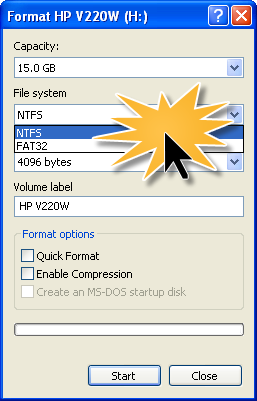 Format HP V220W (H:)
Capacity:
15.0 GB
File system
NTFS
NTFS
FAT32
4096 bytes
Volume label
HP V220W
Format options
Quick Format
Enable Compression
Create an MS-DOS startup disk
Start
Close